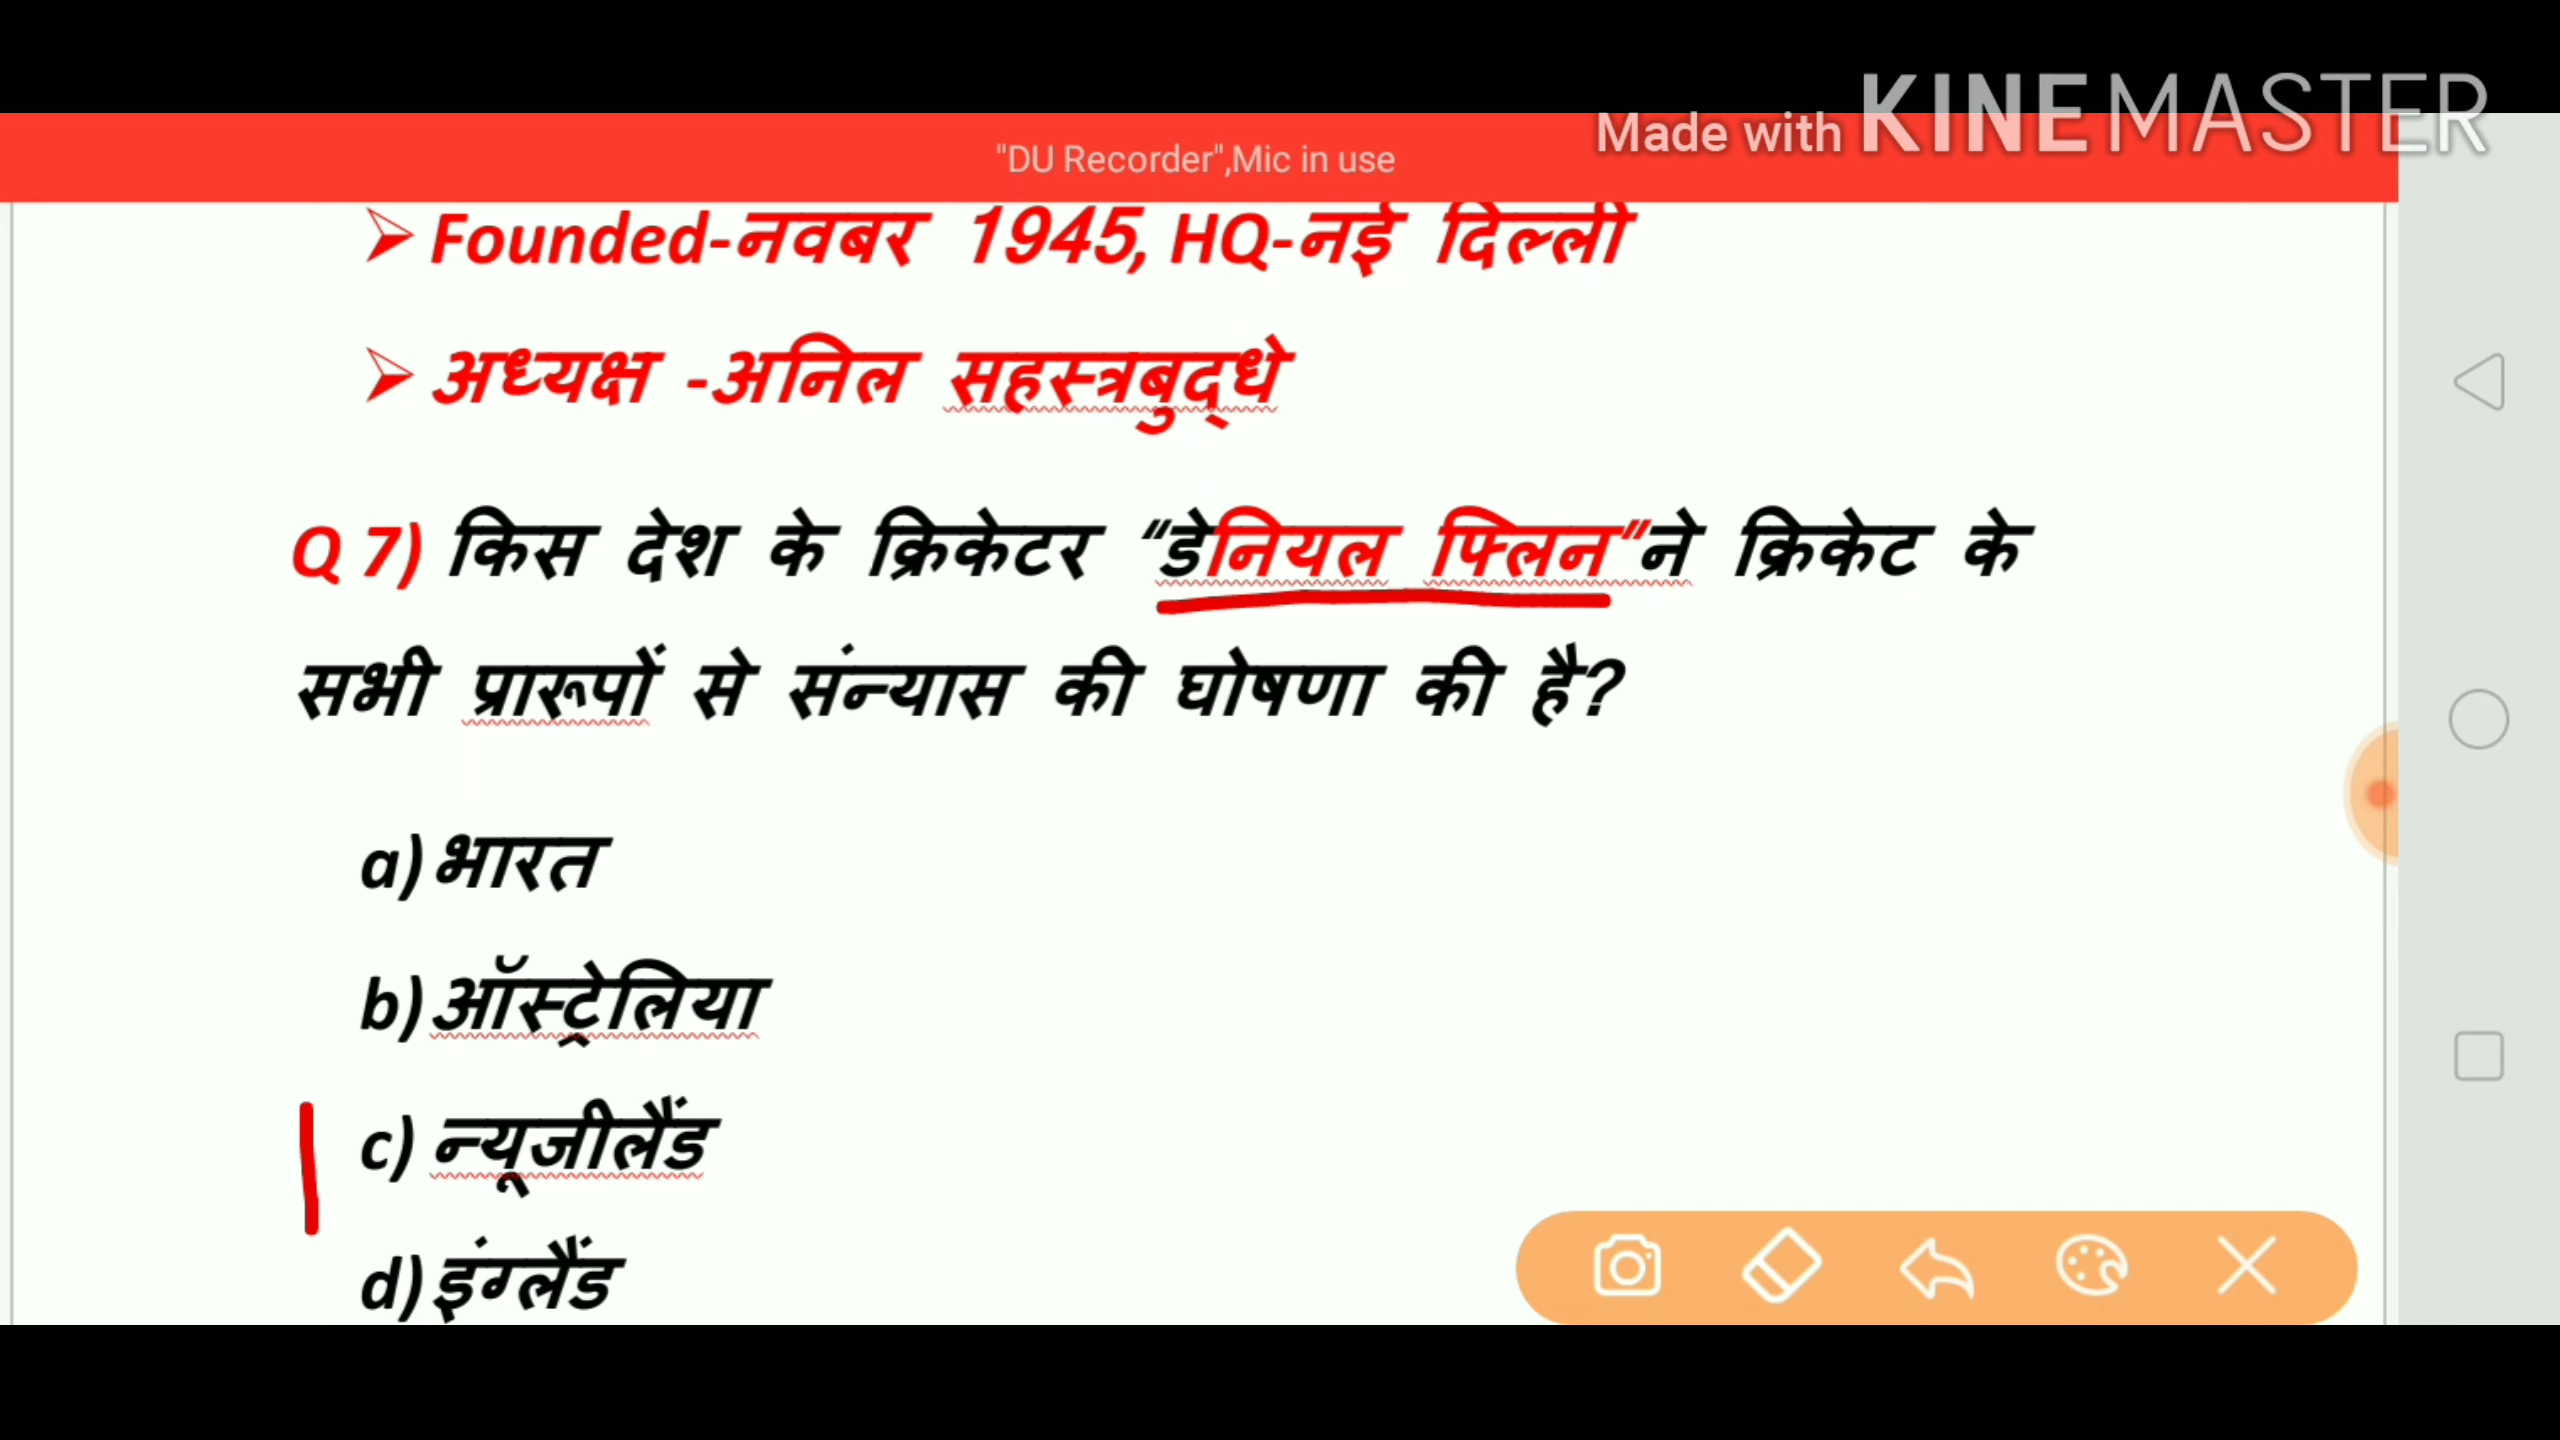 Made with KINEMASTER
"DU Recorder",Mic in use
➢ Founded-नवबर 1945, HQ-नई दिल्ली
➢ अध्यक्ष -अनिल सहस्त्रबुद्धे
Q 7) किस देश के क्रिकेटर “डेनियल फ्लिन”ने क्रिकेट के
सभी प्रारूपों से संन्यास की घोषणा की है?
a) भारत
b) ऑस्ट्रेलिया
c) न्यूजीलैंड
d) इंग्लैंड